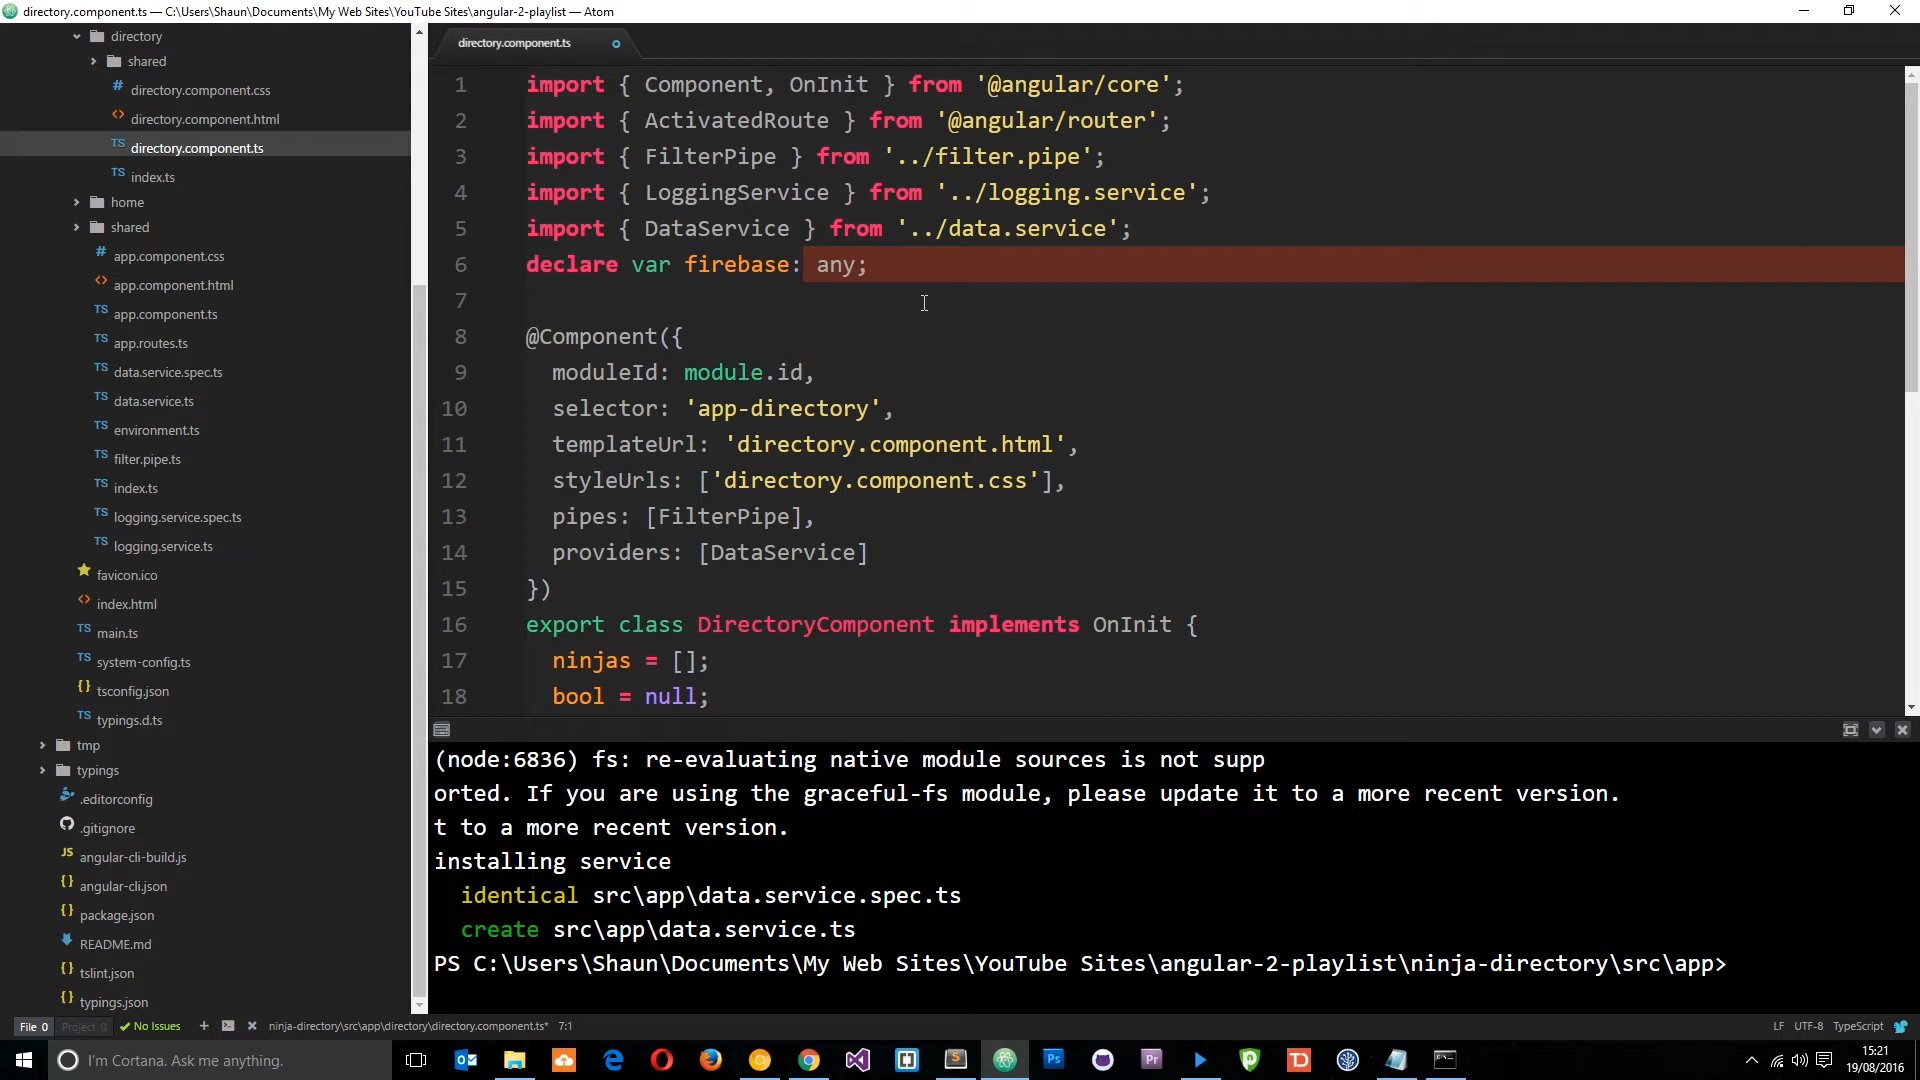 directory.component.ts — C:\Users\Shaun\Documents\My Web Sites\YouTube Sites\angular-2-playlist — Atom
directory
shared
directory.component.css
directory.component.html
directory.component.ts
index.ts
home
shared
app.component.css
app.component.html
app.component.ts
app.routes.ts
data.service.spec.ts
data.service.ts
environment.ts
filter.pipe.ts
index.ts
logging.service.spec.ts
logging.service.ts
favicon.ico
index.html
main.ts
system-config.ts
tsconfig.json
typings.d.ts
tmp
typings
.editorconfig
.gitignore
angular-cli-build.js
angular-cli.json
package.json
README.md
tslint.json
typings.json
directory.component.ts
1 import { Component, OnInit } from '@angular/core';
2 import { ActivatedRoute } from '@angular/router';
3 import { FilterPipe } from '../filter.pipe';
4 import { LoggingService } from '../logging.service';
5 import { DataService } from '../data.service';
6 declare var firebase: any;
7
8 @Component({
9 moduleId: module.id,
10 selector: 'app-directory',
11 templateUrl: 'directory.component.html',
12 styleUrls: ['directory.component.css'],
13 pipes: [FilterPipe],
14 providers: [DataService]
15 })
16 export class DirectoryComponent implements OnInit {
17 ninjas = [];
18 bool = null;
(node:6836) fs: re-evaluating native module sources is not supp
orted. If you are using the graceful-fs module, please update it to a more recent version.
t to a more recent version.
installing service
identical src\app\data.service.spec.ts
create src\app\data.service.ts
PS C:\Users\Shaun\Documents\My Web Sites\YouTube Sites\angular-2-playlist\ninja-directory\src\app>
File 0 Project 0 No Issues ninja-directory\src\app\directory\directory.component.ts* 7:1 LF UTF-8 TypeScript
I'm Cortana. Ask me anything.
15:21
19/08/2016